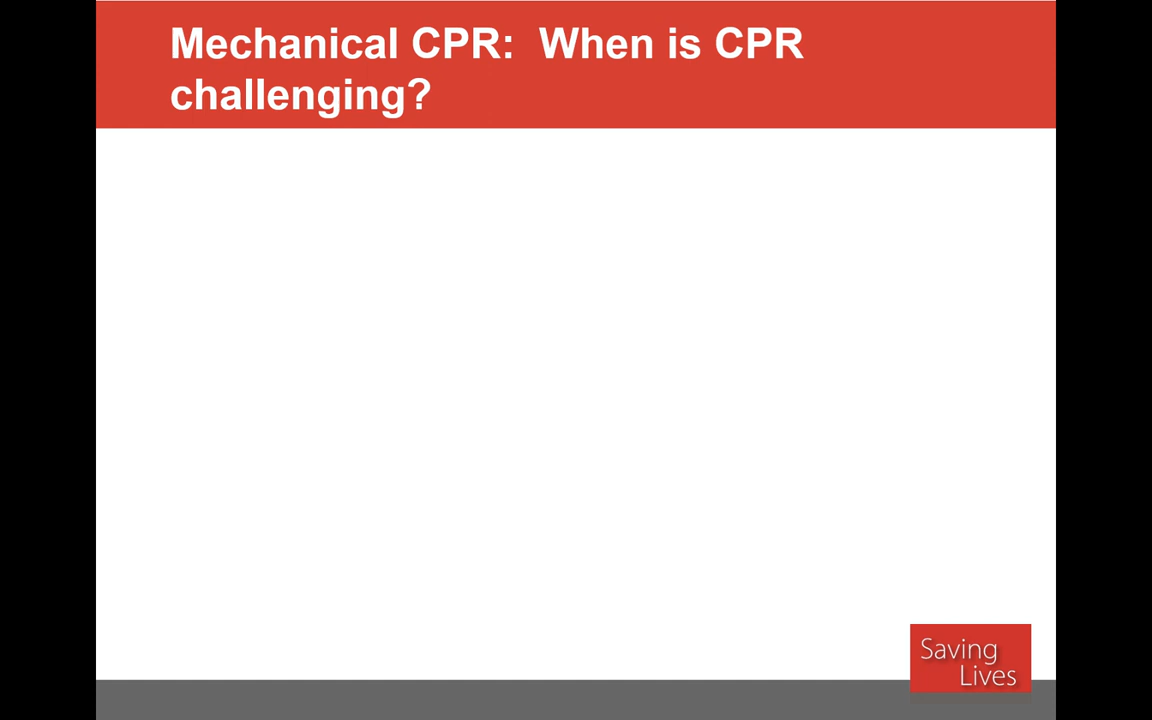 Mechanical CPR:  When is CPR
challenging?
Saving
Lives